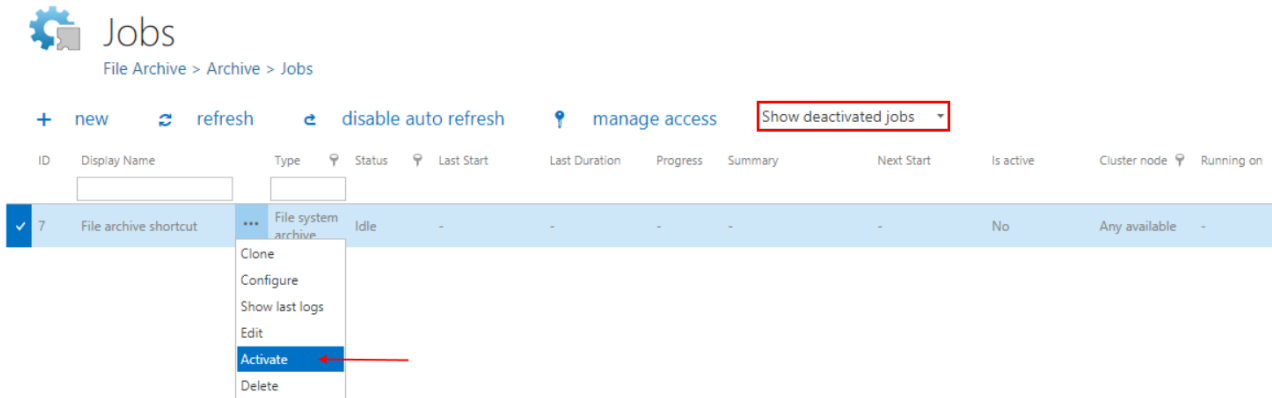 Jobs
File Archive > Archive > Jobs
+ new refresh disable auto refresh manage access Show deactivated jobs
ID Display Name Type Status Last Start Last Duration Progress Summary Next Start Is active Cluster node Running on
7 File archive shortcut ... File system archive Idle - - - - - No Any available -
Clone
Configure
Show last logs
Edit
Activate
Delete